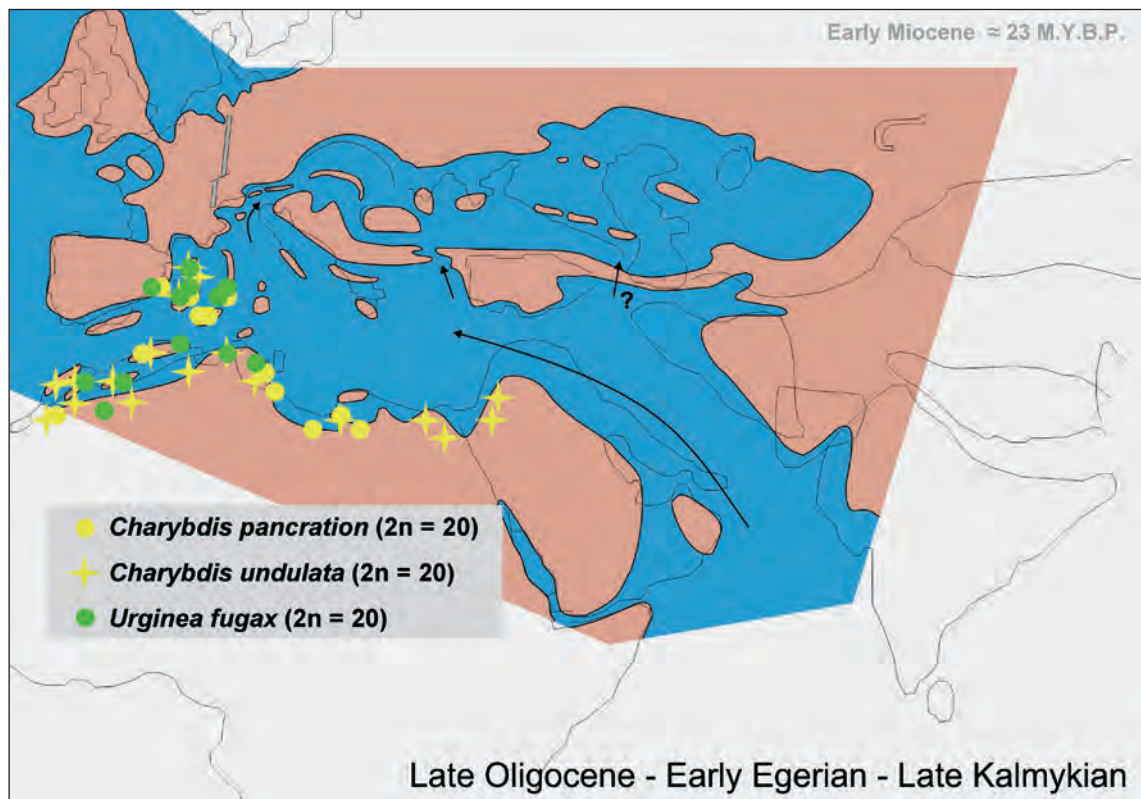 Early Miocene ≈ 23 M.Y.B.P.
?
Charybdis pancration (2n = 20)
Charybdis undulata (2n = 20)
Urginea fugax (2n = 20)
Late Oligocene - Early Egerian - Late Kalmykian